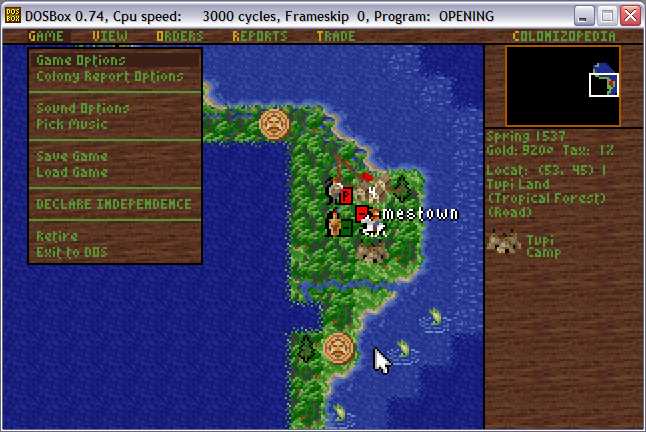 DOS
BOX
DOSBox 0.74, Cpu speed: 3000 cycles, Frameskip 0, Program: OPENING
GAME VIEW ORDERS REPORTS TRADE COLONIZOPEDIA
Game Options
Colony Report Options
Sound Options
Pick Music
Save Game
Load Game
DECLARE INDEPENDENCE
Retire
Exit to DOS
mestown
Spring 1537
Gold: 920 Tax: 1%
Locat: (53, 45) 1
Tupi Land
(Tropical Forest)
(Road)
Tupi
Camp